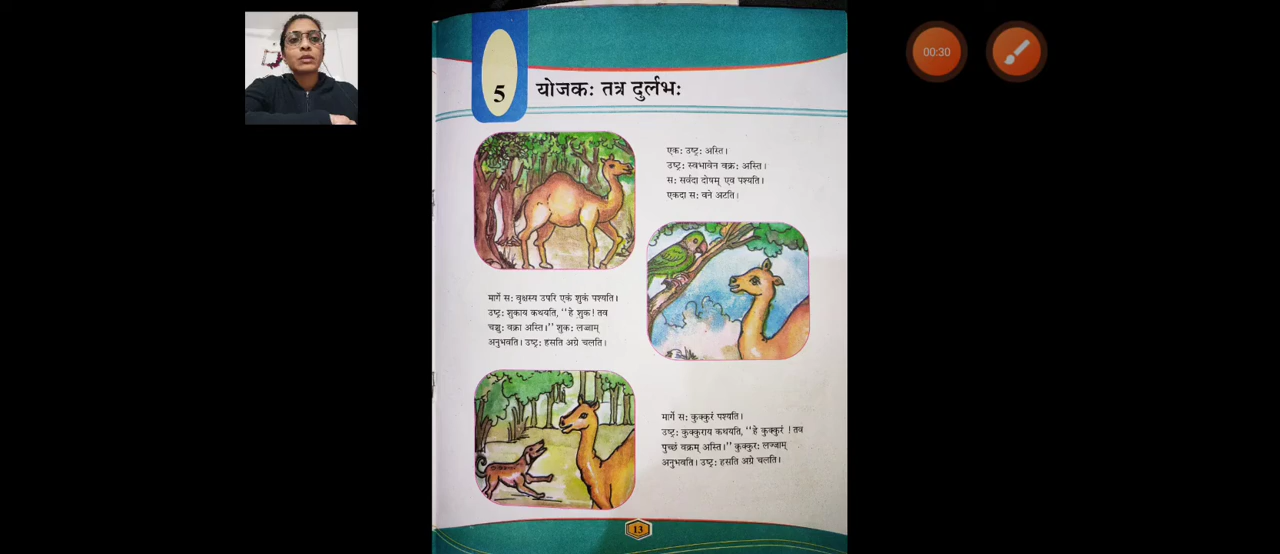 00:30
5
योजकः तत्र दुर्लभः
एकः उष्ट्रः अस्ति।
उष्ट्रः स्वभावेन वक्रः अस्ति।
सः सर्वदा दोषम् एव पश्यति।
एकदा सः वने अटति।
मार्गे सः वृक्षस्य उपरि एकं शुकं पश्यति।
उष्ट्रः शुकाय कथयति, “हे शुक! तव
चञ्चुः वक्रा अस्ति।” शुकः लज्जाम्
अनुभवति। उष्ट्रः हसति अग्रे चलति।
मार्गे सः कुक्कुरं पश्यति।
उष्ट्रः कुक्कुराय कथयति, “हे कुक्कुरं ! तव
पुच्छं वक्रम् अस्ति।” कुक्कुरः लज्जाम्
अनुभवति। उष्ट्रः हसति अग्रे चलति।
13